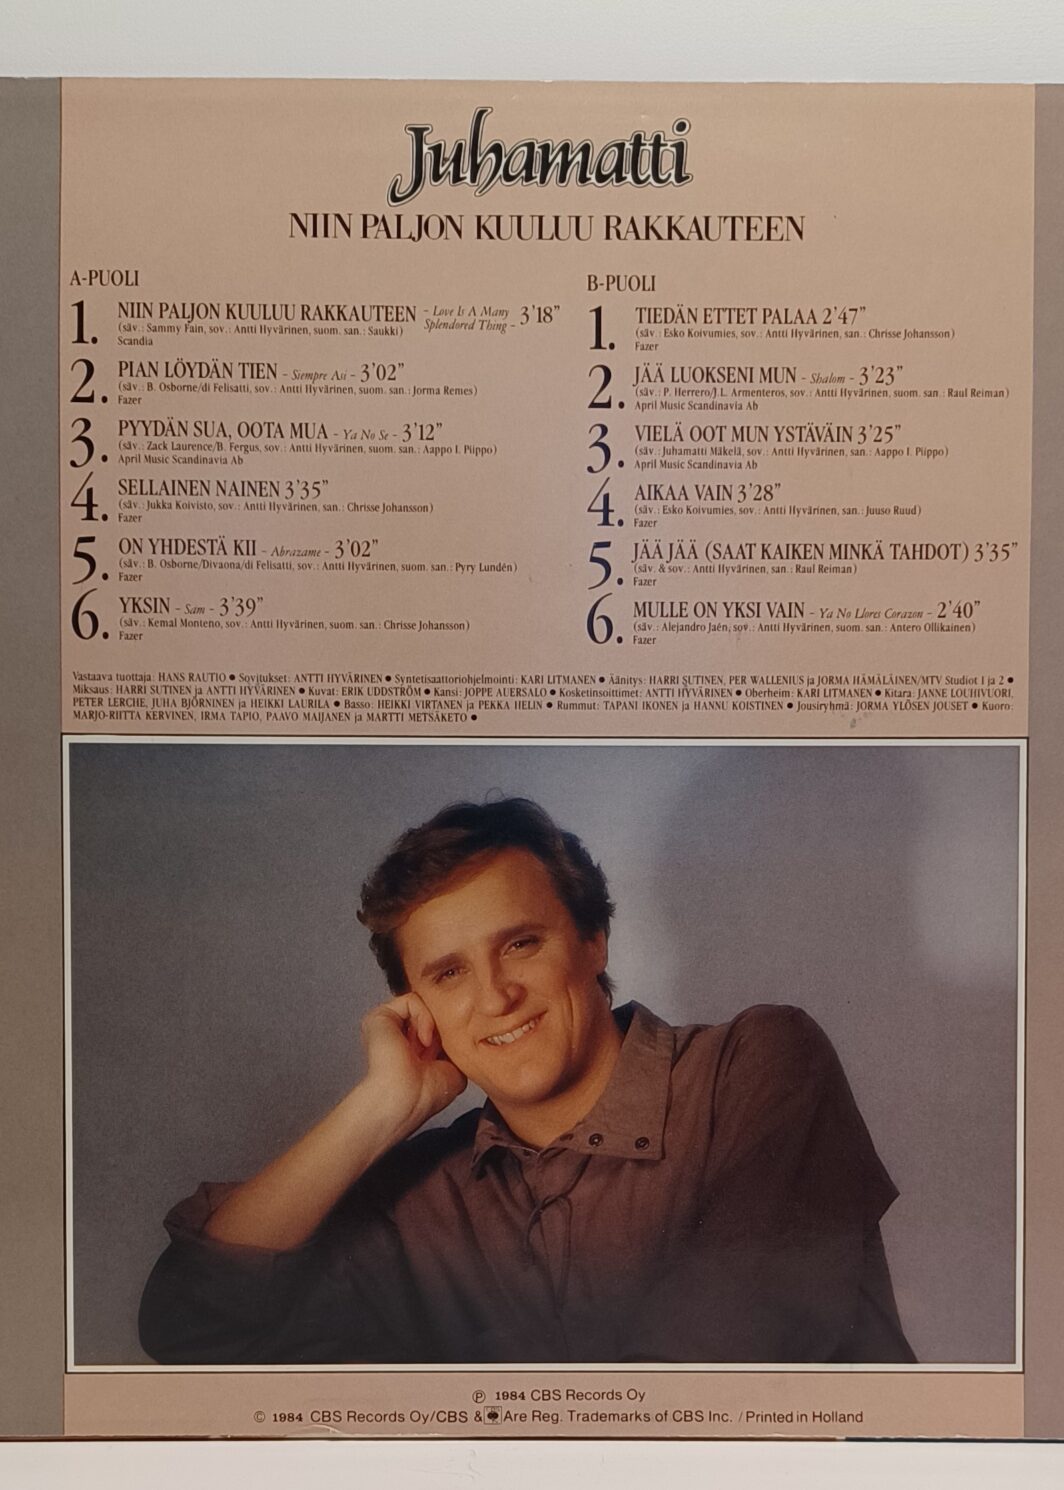 Juhamatti
NIIN PALJON KUULUU RAKKAUTEEN
A-PUOLI
1. NIIN PALJON KUULUU RAKKAUTEEN - Love Is A Many Splendored Thing - 3’18”
(säv.: Sammy Fain, sov.: Antti Hyvärinen, suom. san.: Saukki)
Scandia
2. PIAN LÖYDÄN TIEN - Siempre Asi - 3’02”
(säv.: B. Osborne/di Felisatti, sov.: Antti Hyvärinen, suom. san.: Jorma Remes)
Fazer
3. PYYDÄN SUA, OOTA MUA - Ya No Se - 3’12”
(säv.: Zack Laurence/B. Fergus, sov.: Antti Hyvärinen, suom. san.: Aappo I. Piippo)
April Music Scandinavia Ab
4. SELLAINEN NAINEN 3’35”
(säv.: Jukka Koivisto, sov.: Antti Hyvärinen, san.: Chrisse Johansson)
Fazer
5. ON YHDESTÄ KII - Abrazame - 3’02”
(säv.: B. Osborne/Divaona/di Felisatti, sov.: Antti Hyvärinen, suom. san.: Pyry Lundén)
Fazer
6. YKSIN - Sam - 3’39”
(säv.: Kemal Monteno, sov.: Antti Hyvärinen, suom. san.: Chrisse Johansson)
Fazer
B-PUOLI
1. TIEDÄN ETTET PALAA 2’47”
(säv.: Esko Koivumies, sov.: Antti Hyvärinen, san.: Chrisse Johansson)
Fazer
2. JÄÄ LUOKSENI MUN - Shalom - 3’23”
(säv.: P. Herrero/J.L. Armenteros, sov.: Antti Hyvärinen, suom. san.: Raul Reiman)
April Music Scandinavia Ab
3. VIELÄ OOT MUN YSTÄVÄIN 3’25”
(säv.: Juhamatti Mäkelä, sov.: Antti Hyvärinen, san.: Aappo I. Piippo)
April Music Scandinavia Ab
4. AIKAA VAIN 3’28”
(säv.: Esko Koivumies, sov.: Antti Hyvärinen, san.: Juuso Ruud)
Fazer
5. JÄÄ JÄÄ (SAAT KAIKEN MINKÄ TAHDOT) 3’35”
(säv. & sov.: Antti Hyvärinen, san.: Raul Reiman)
Fazer
6. MULLE ON YKSI VAIN - Ya No Llores Corazon - 2’40”
(säv.: Alejandro Jaén, sov.: Antti Hyvärinen, suom. san.: Antero Ollikainen)
Fazer
Vastaava tuottaja: HANS RAUTIO ● Sovitukset: ANTTI HYVÄRINEN ● Syntetisaattoriohjelmointi: KARI LITMANEN ● Äänitys: HARRI SUTINEN, PER WALLENIUS ja JORMA HÄMÄLÄINEN/MTV Studiot 1 ja 2 ●
Miksaus: HARRI SUTINEN ja ANTTI HYVÄRINEN ● Kuvat: ERIK UDDSTRÖM ● Kansi: JOPPE AUERSALO ● Kosketinsoittimet: ANTTI HYVÄRINEN ● Oberheim: KARI LITMANEN ● Kitara: JANNE LOUHIVUORI,
PETER LERCHE, JUHA BJÖRNINEN ja HEIKKI LAURILA ● Basso: HEIKKI VIRTANEN ja PEKKA HELIN ● Rummut: TAPANI IKONEN ja HANNU KOISTINEN ● Jousiryhmä: JORMA YLÖSEN JOUSET ● Kuoro:
MARJO-RIITTA KERVINEN, IRMA TAPIO, PAAVO MAIJANEN ja MARTTI METSÄKETO ●
℗ 1984 CBS Records Oy
© 1984 CBS Records Oy/CBS & Are Reg. Trademarks of CBS Inc. / Printed in Holland